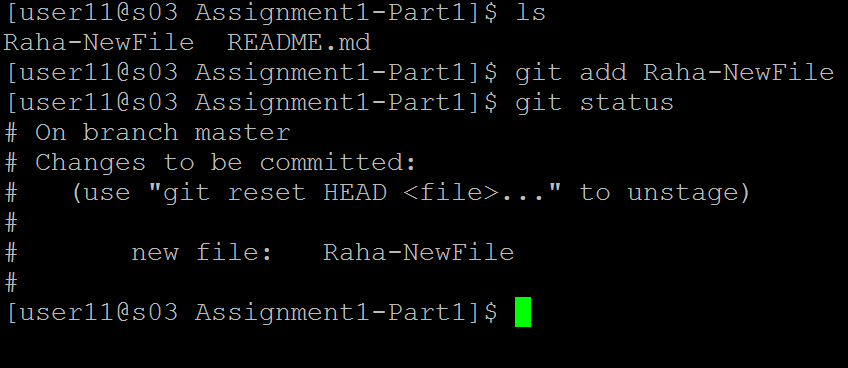 [user11@s03 Assignment1-Part1]$ ls
Raha-NewFile  README.md
[user11@s03 Assignment1-Part1]$ git add Raha-NewFile
[user11@s03 Assignment1-Part1]$ git status
# On branch master
# Changes to be committed:
#   (use "git reset HEAD <file>..." to unstage)
#
#       new file:   Raha-NewFile
#
[user11@s03 Assignment1-Part1]$